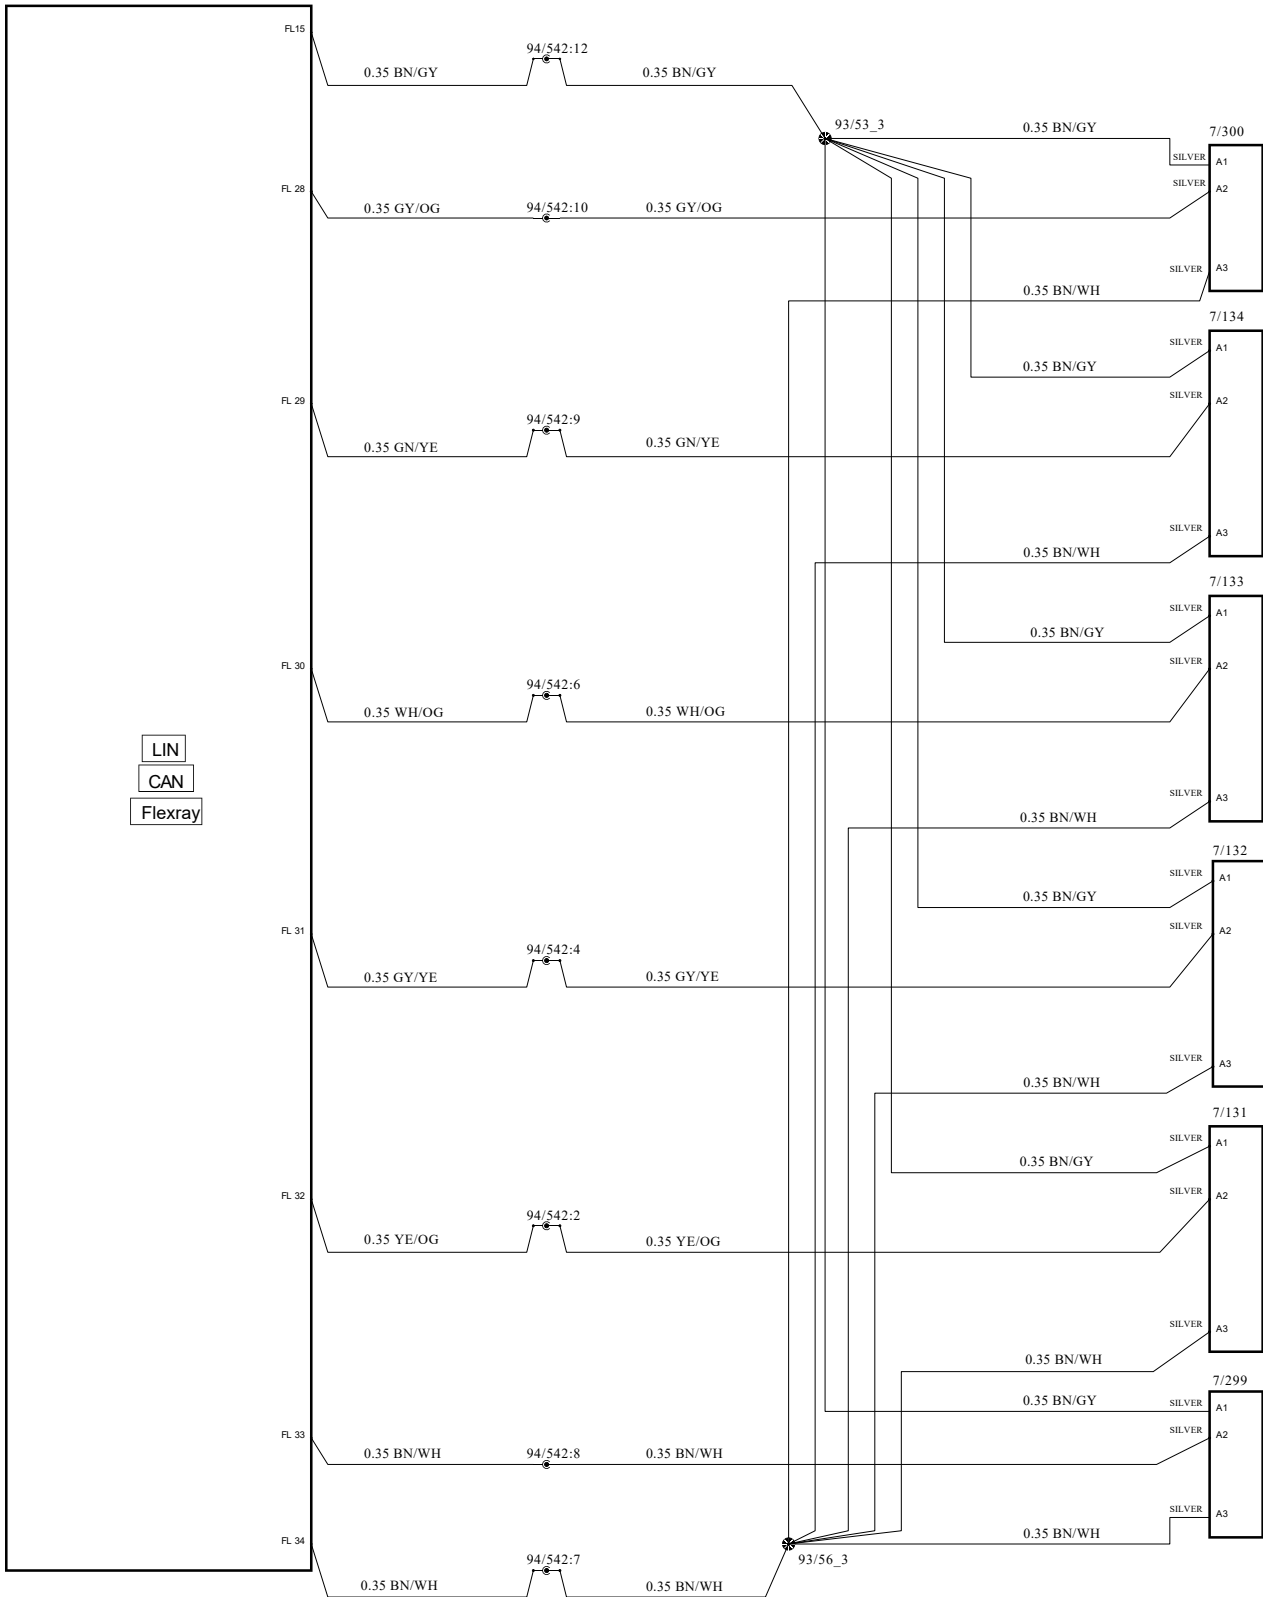 FL15
94/542:12
0.35 BN/GY
0.35 BN/GY
93/53_3
0.35 BN/GY
7/300
SILVER
A1
SILVER
A2
FL 28
0.35 GY/OG
94/542:10
0.35 GY/OG
SILVER
A3
0.35 BN/WH
7/134
SILVER
A1
0.35 BN/GY
SILVER
A2
FL 29
94/542:9
0.35 GN/YE
0.35 GN/YE
SILVER
A3
0.35 BN/WH
7/133
SILVER
A1
0.35 BN/GY
SILVER
A2
FL 30
94/542:6
0.35 WH/OG
0.35 WH/OG
LIN
CAN
Flexray
SILVER
A3
0.35 BN/WH
7/132
SILVER
A1
0.35 BN/GY
SILVER
A2
FL 31
94/542:4
0.35 GY/YE
0.35 GY/YE
SILVER
A3
0.35 BN/WH
7/131
SILVER
A1
0.35 BN/GY
SILVER
A2
FL 32
94/542:2
0.35 YE/OG
0.35 YE/OG
SILVER
A3
0.35 BN/WH
7/299
0.35 BN/GY
SILVER
A1
SILVER
A2
FL 33
0.35 BN/WH
94/542:8
0.35 BN/WH
SILVER
A3
0.35 BN/WH
FL 34
94/542:7
93/56_3
0.35 BN/WH
0.35 BN/WH